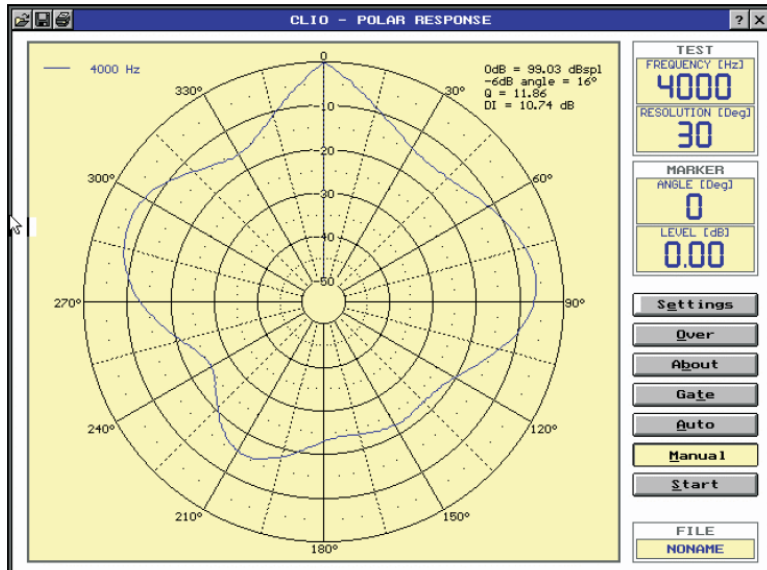 CLIO - POLAR RESPONSE
? ×
4000 Hz
0dB = 99.03 dBspl
-6dB angle = 16°
Q = 11.86
DI = 10.74 dB
0
30°
60°
90°
120°
150°
180°
210°
240°
270°
300°
330°
-10
-20
-30
-40
-50
TEST
FREQUENCY [Hz]
4000
RESOLUTION [Deg]
30
MARKER
ANGLE [Deg]
0
LEVEL [dB]
0.00
Settings
Over
About
Gate
Auto
Manual
Start
FILE
NONAME